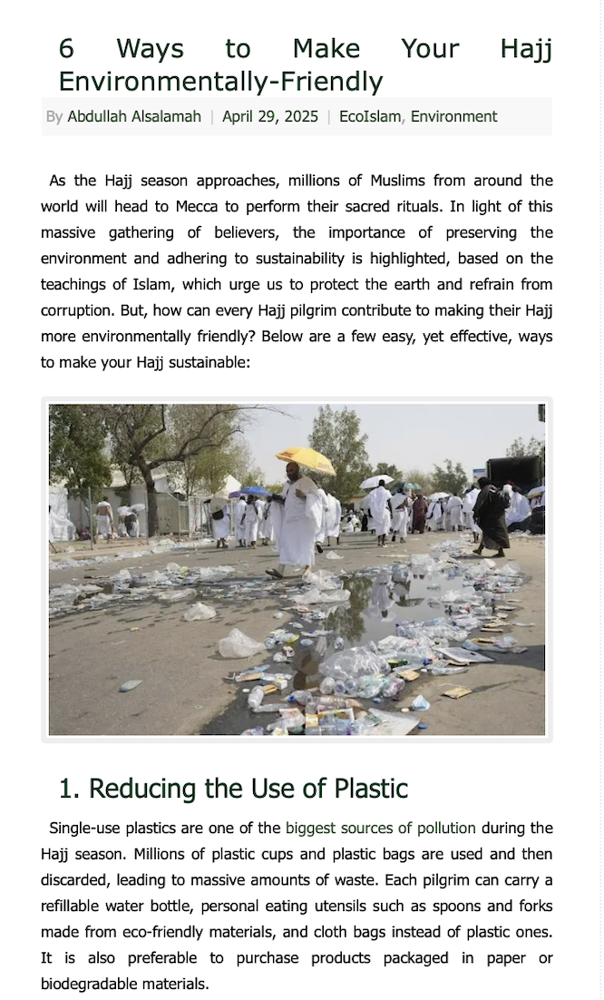 6 Ways to Make Your Hajj
Environmentally-Friendly
By Abdullah Alsalamah | April 29, 2025 | EcoIslam, Environment
As the Hajj season approaches, millions of Muslims from around the
world will head to Mecca to perform their sacred rituals. In light of this
massive gathering of believers, the importance of preserving the
environment and adhering to sustainability is highlighted, based on the
teachings of Islam, which urge us to protect the earth and refrain from
corruption. But, how can every Hajj pilgrim contribute to making their Hajj
more environmentally friendly? Below are a few easy, yet effective, ways
to make your Hajj sustainable:
1. Reducing the Use of Plastic
Single-use plastics are one of the biggest sources of pollution during the
Hajj season. Millions of plastic cups and plastic bags are used and then
discarded, leading to massive amounts of waste. Each pilgrim can carry a
refillable water bottle, personal eating utensils such as spoons and forks
made from eco-friendly materials, and cloth bags instead of plastic ones.
It is also preferable to purchase products packaged in paper or
biodegradable materials.